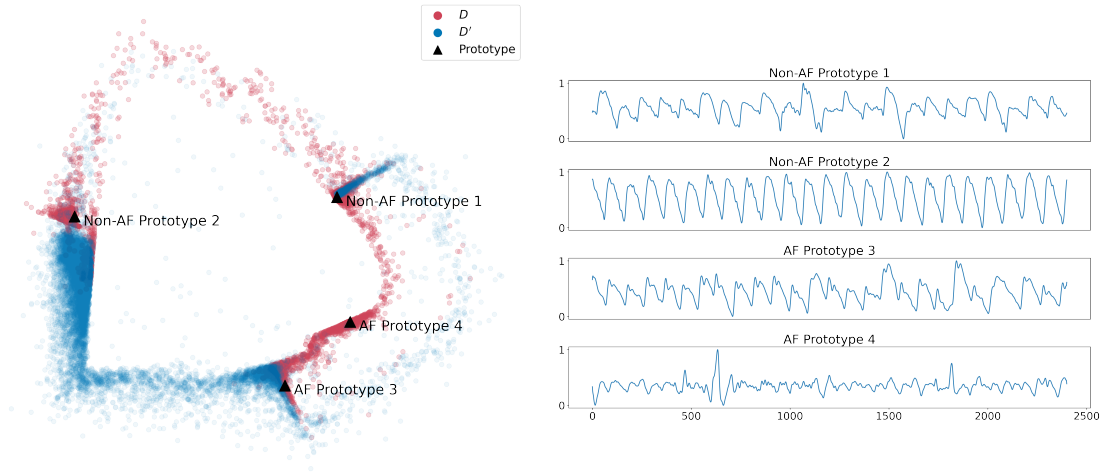 D
D′
Prototype
Non-AF Prototype 1
Non-AF Prototype 2
AF Prototype 4
AF Prototype 3
Non-AF Prototype 1
1
0
Non-AF Prototype 2
1
0
AF Prototype 3
1
0
AF Prototype 4
1
0
0 500 1000 1500 2000 2500